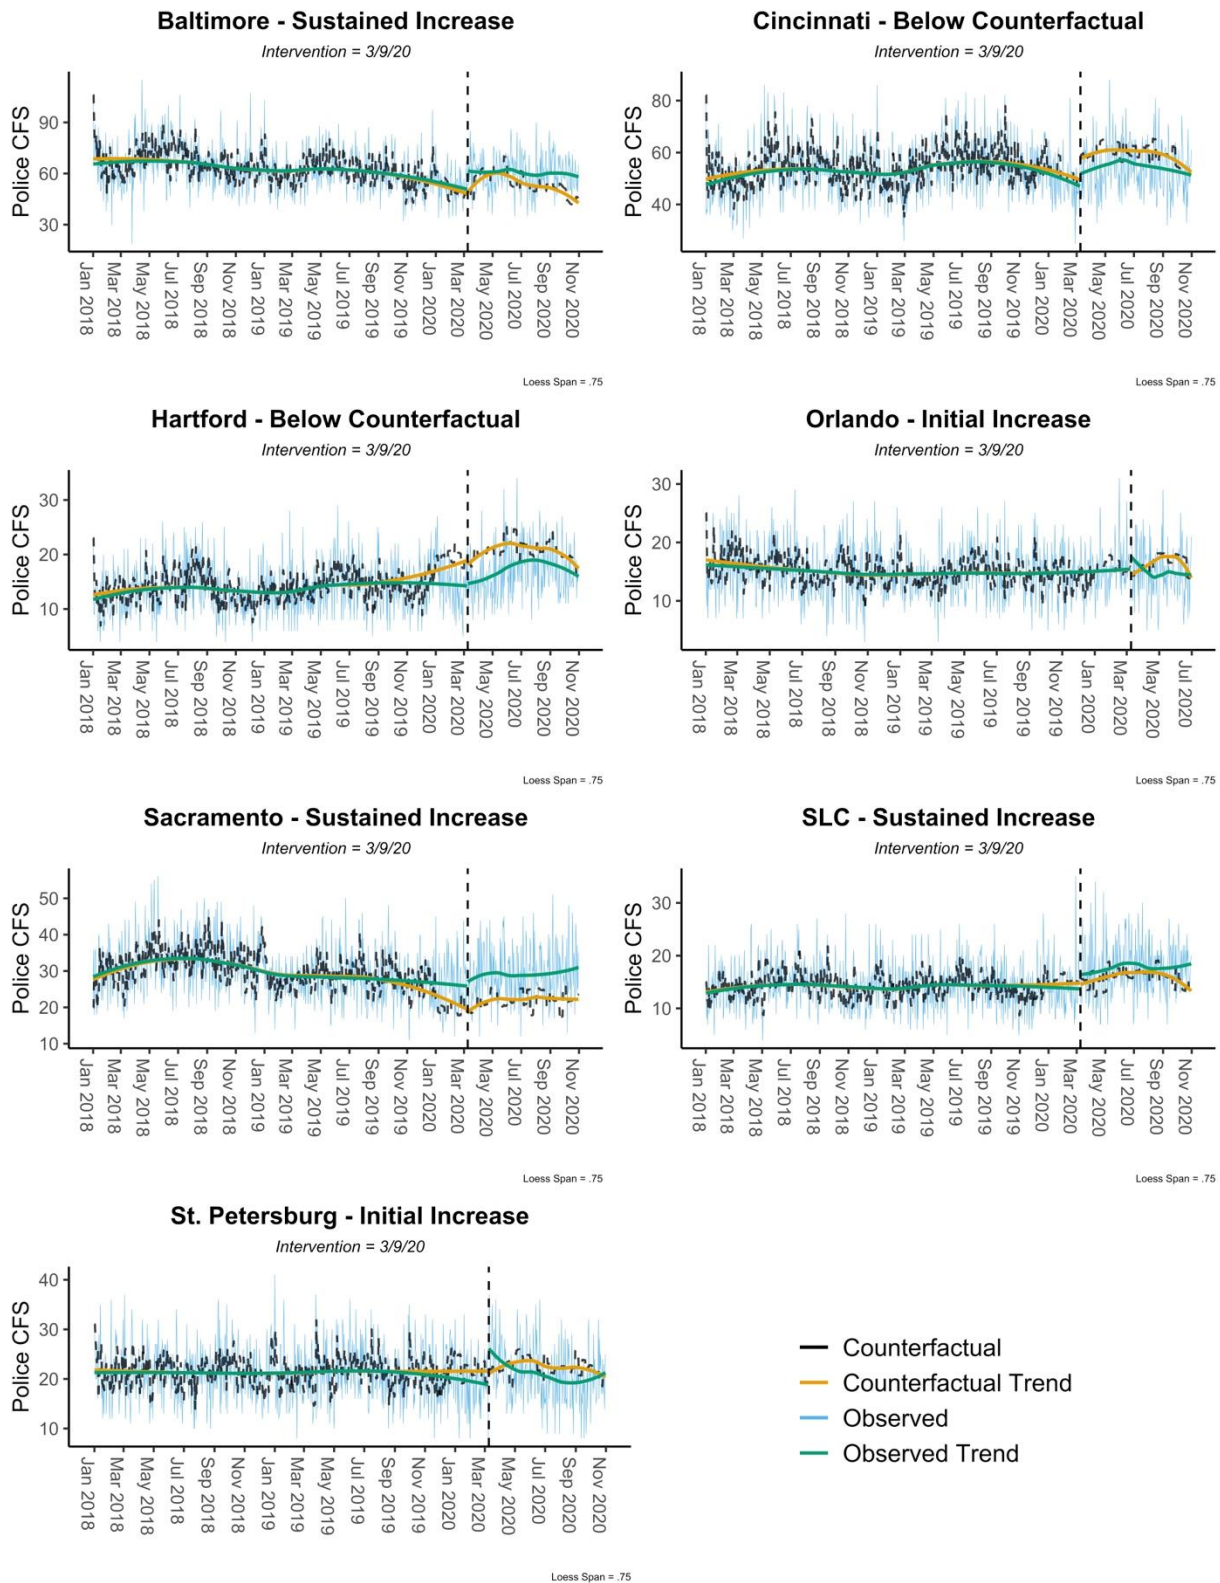 Baltimore - Sustained Increase
Intervention = 3/9/20
Police CFS
90
60
30
Jan 2018
Mar 2018
May 2018
Jul 2018
Sep 2018
Nov 2018
Jan 2019
Mar 2019
May 2019
Jul 2019
Sep 2019
Nov 2019
Jan 2020
Mar 2020
May 2020
Jul 2020
Sep 2020
Nov 2020
Loess Span = .75
Cincinnati - Below Counterfactual
Intervention = 3/9/20
Police CFS
80
60
40
Jan 2018
Mar 2018
May 2018
Jul 2018
Sep 2018
Nov 2018
Jan 2019
Mar 2019
May 2019
Jul 2019
Sep 2019
Nov 2019
Jan 2020
Mar 2020
May 2020
Jul 2020
Sep 2020
Nov 2020
Loess Span = .75
Hartford - Below Counterfactual
Intervention = 3/9/20
Police CFS
30
20
10
Jan 2018
Mar 2018
May 2018
Jul 2018
Sep 2018
Nov 2018
Jan 2019
Mar 2019
May 2019
Jul 2019
Sep 2019
Nov 2019
Jan 2020
Mar 2020
May 2020
Jul 2020
Sep 2020
Nov 2020
Loess Span = .75
Orlando - Initial Increase
Intervention = 3/9/20
Police CFS
30
20
10
Jan 2018
Mar 2018
May 2018
Jul 2018
Sep 2018
Nov 2018
Jan 2019
Mar 2019
May 2019
Jul 2019
Sep 2019
Nov 2019
Jan 2020
Mar 2020
May 2020
Jul 2020
Loess Span = .75
Sacramento - Sustained Increase
Intervention = 3/9/20
Police CFS
50
40
30
20
10
Jan 2018
Mar 2018
May 2018
Jul 2018
Sep 2018
Nov 2018
Jan 2019
Mar 2019
May 2019
Jul 2019
Sep 2019
Nov 2019
Jan 2020
Mar 2020
May 2020
Jul 2020
Sep 2020
Nov 2020
Loess Span = .75
SLC - Sustained Increase
Intervention = 3/9/20
Police CFS
30
20
10
Jan 2018
Mar 2018
May 2018
Jul 2018
Sep 2018
Nov 2018
Jan 2019
Mar 2019
May 2019
Jul 2019
Sep 2019
Nov 2019
Jan 2020
Mar 2020
May 2020
Jul 2020
Sep 2020
Nov 2020
Loess Span = .75
St. Petersburg - Initial Increase
Intervention = 3/9/20
Police CFS
40
30
20
10
Jan 2018
Mar 2018
May 2018
Jul 2018
Sep 2018
Nov 2018
Jan 2019
Mar 2019
May 2019
Jul 2019
Sep 2019
Nov 2019
Jan 2020
Mar 2020
May 2020
Jul 2020
Sep 2020
Nov 2020
Loess Span = .75
Counterfactual
Counterfactual Trend
Observed
Observed Trend